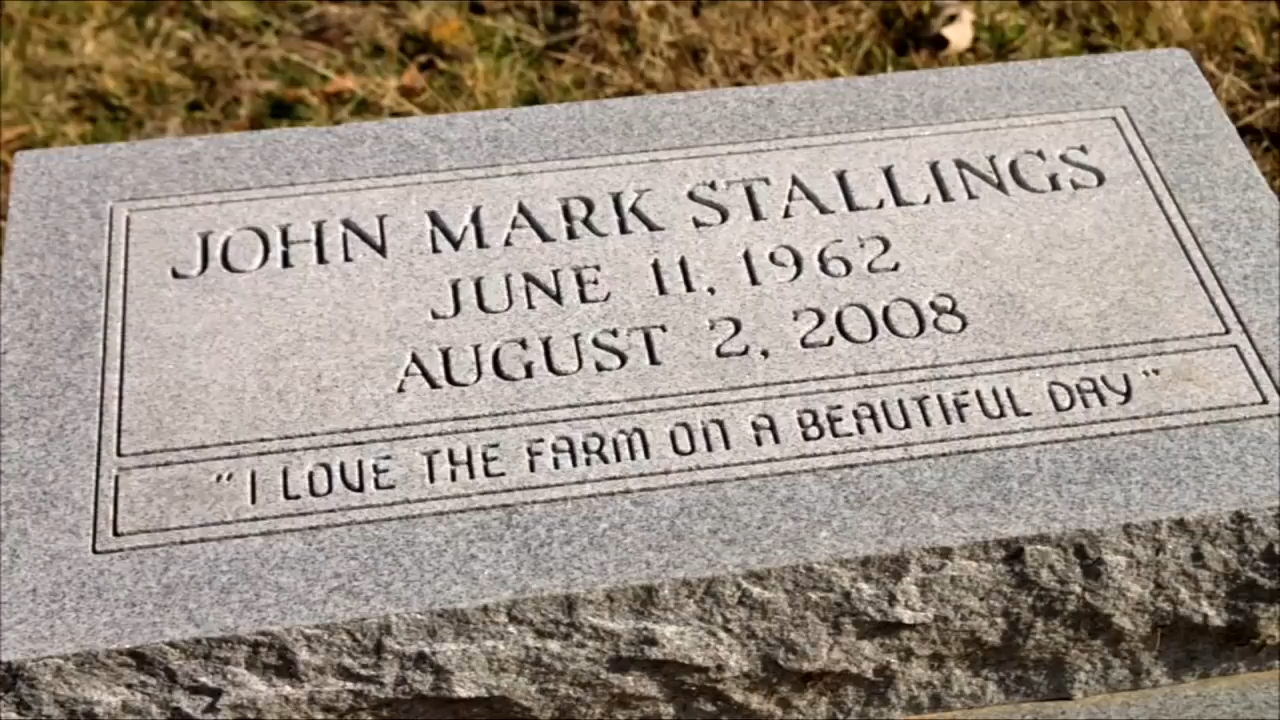 JOHN MARK STALLINGS
JUNE 11, 1962
AUGUST 2, 2008
"I LOVE THE FARM ON A BEAUTIFUL DAY"